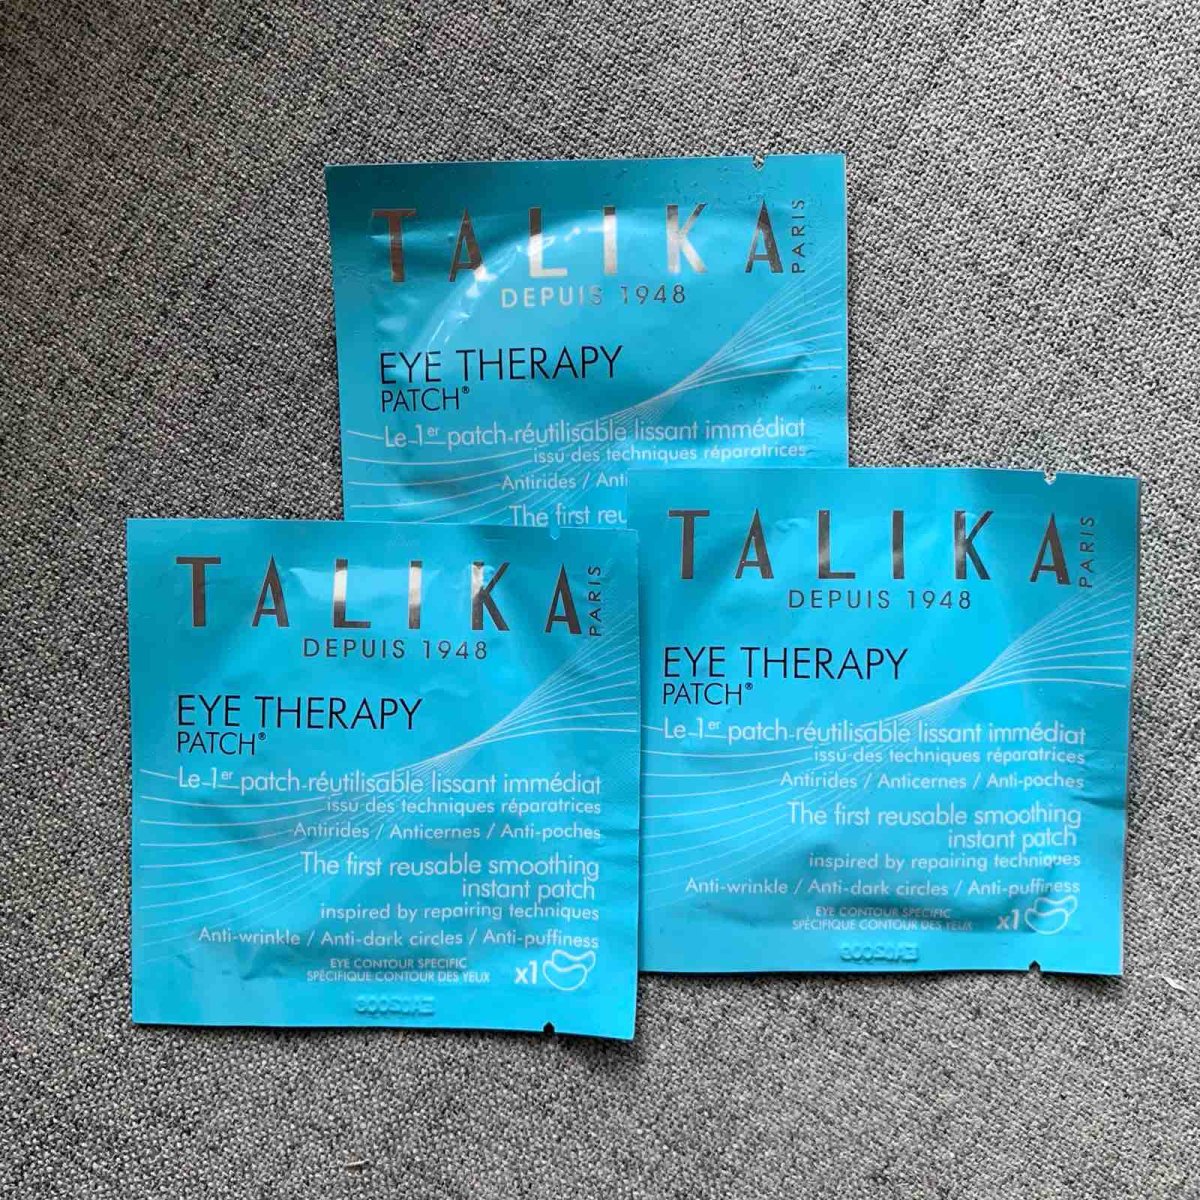 TALIKA PARIS
DEPUIS 1948
EYE THERAPY
PATCH®
Le 1er patch réutilisable lissant immédiat
issu des techniques réparatrices
Antirides / Anti
The first reu
TALIKA PARIS
DEPUIS 1948
EYE THERAPY
PATCH®
Le 1er patch réutilisable lissant immédiat
issu des techniques réparatrices
Antirides / Anticernes / Anti-poches
The first reusable smoothing
instant patch
inspired by repairing techniques
Anti-wrinkle / Anti-dark circles / Anti-puffiness
EYE CONTOUR SPECIFIC
SPÉCIFIQUE CONTOUR DES YEUX
x1
TALIKA PARIS
DEPUIS 1948
EYE THERAPY
PATCH®
Le 1er patch réutilisable lissant immédiat
issu des techniques réparatrices
Antirides / Anticernes / Anti-poches
The first reusable smoothing
instant patch
inspired by repairing techniques
Anti-wrinkle / Anti-dark circles / Anti-puffiness
EYE CONTOUR SPECIFIC
SPÉCIFIQUE CONTOUR DES YEUX
x1